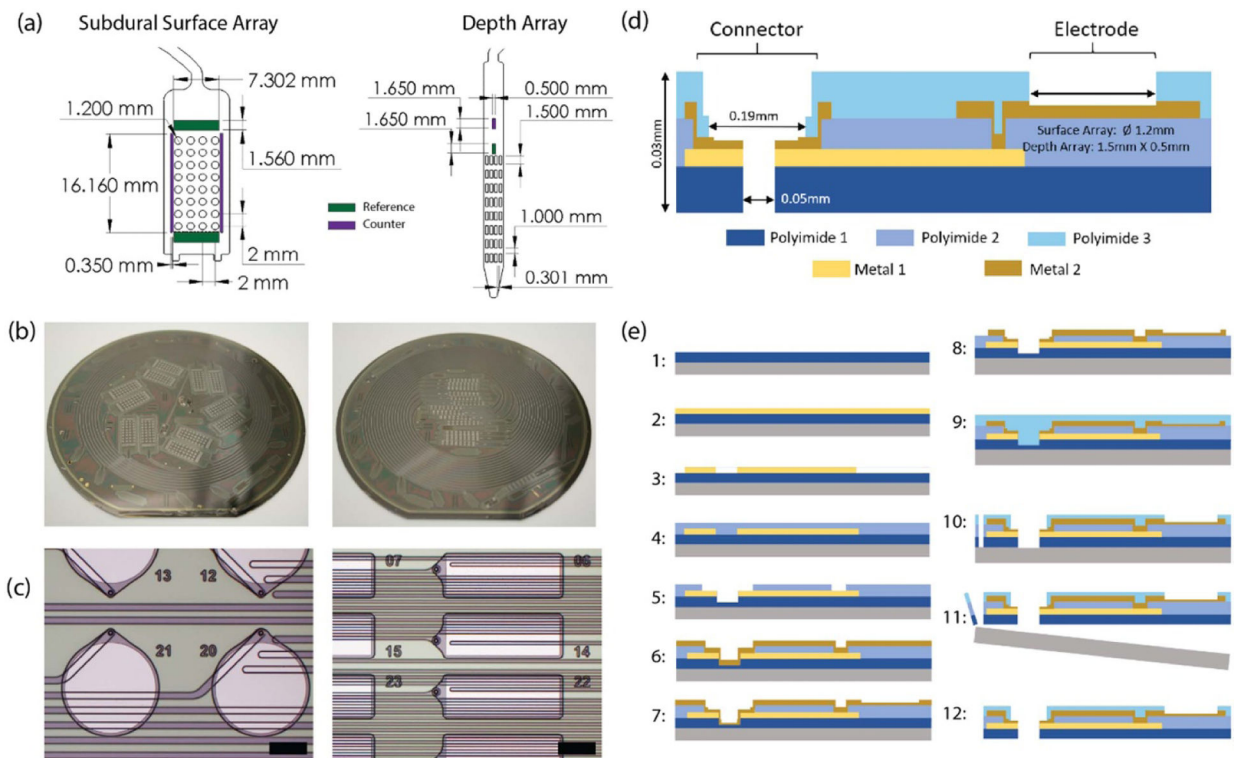 (a)
Subdural Surface Array
7.302 mm
1.200 mm
16.160 mm
1.560 mm
0.350 mm
2 mm
2 mm
Reference
Counter
Depth Array
1.650 mm
0.500 mm
1.650 mm
1.500 mm
1.000 mm
0.301 mm
(b)
(c)
13 12
21 20
07 06
15 14
23 22
(d)
Connector
Electrode
0.03mm
0.19mm
Surface Array: Ø 1.2mm
Depth Array: 1.5mm X 0.5mm
0.05mm
Polyimide 1 Polyimide 2 Polyimide 3
Metal 1 Metal 2
(e)
1:
2:
3:
4:
5:
6:
7:
8:
9:
10:
11:
12: